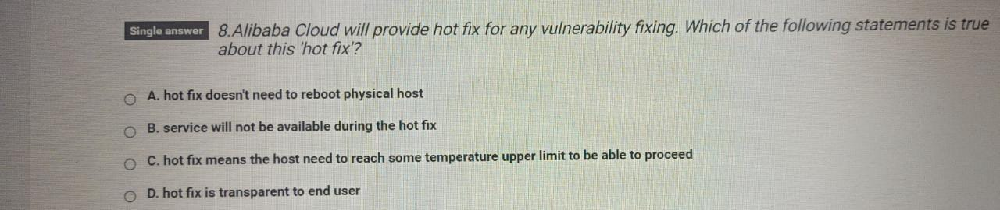 Single answer 8.Alibaba Cloud will provide hot fix for any vulnerability fixing. Which of the following statements is true
about this 'hot fix'?
A. hot fix doesn't need to reboot physical host
B. service will not be available during the hot fix
C. hot fix means the host need to reach some temperature upper limit to be able to proceed
D. hot fix is transparent to end user